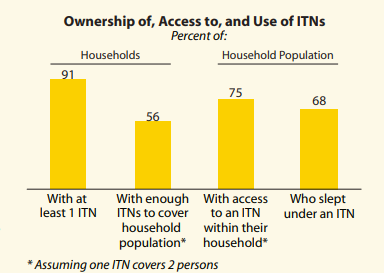 Ownership of, Access to, and Use of ITNs
Percent of:
Households
Household Population
91
56
75
68
With at
least 1 ITN
With enough
ITNs to cover
household
population*
With access
to an ITN
within their
household*
Who slept
under an ITN
* Assuming one ITN covers 2 persons